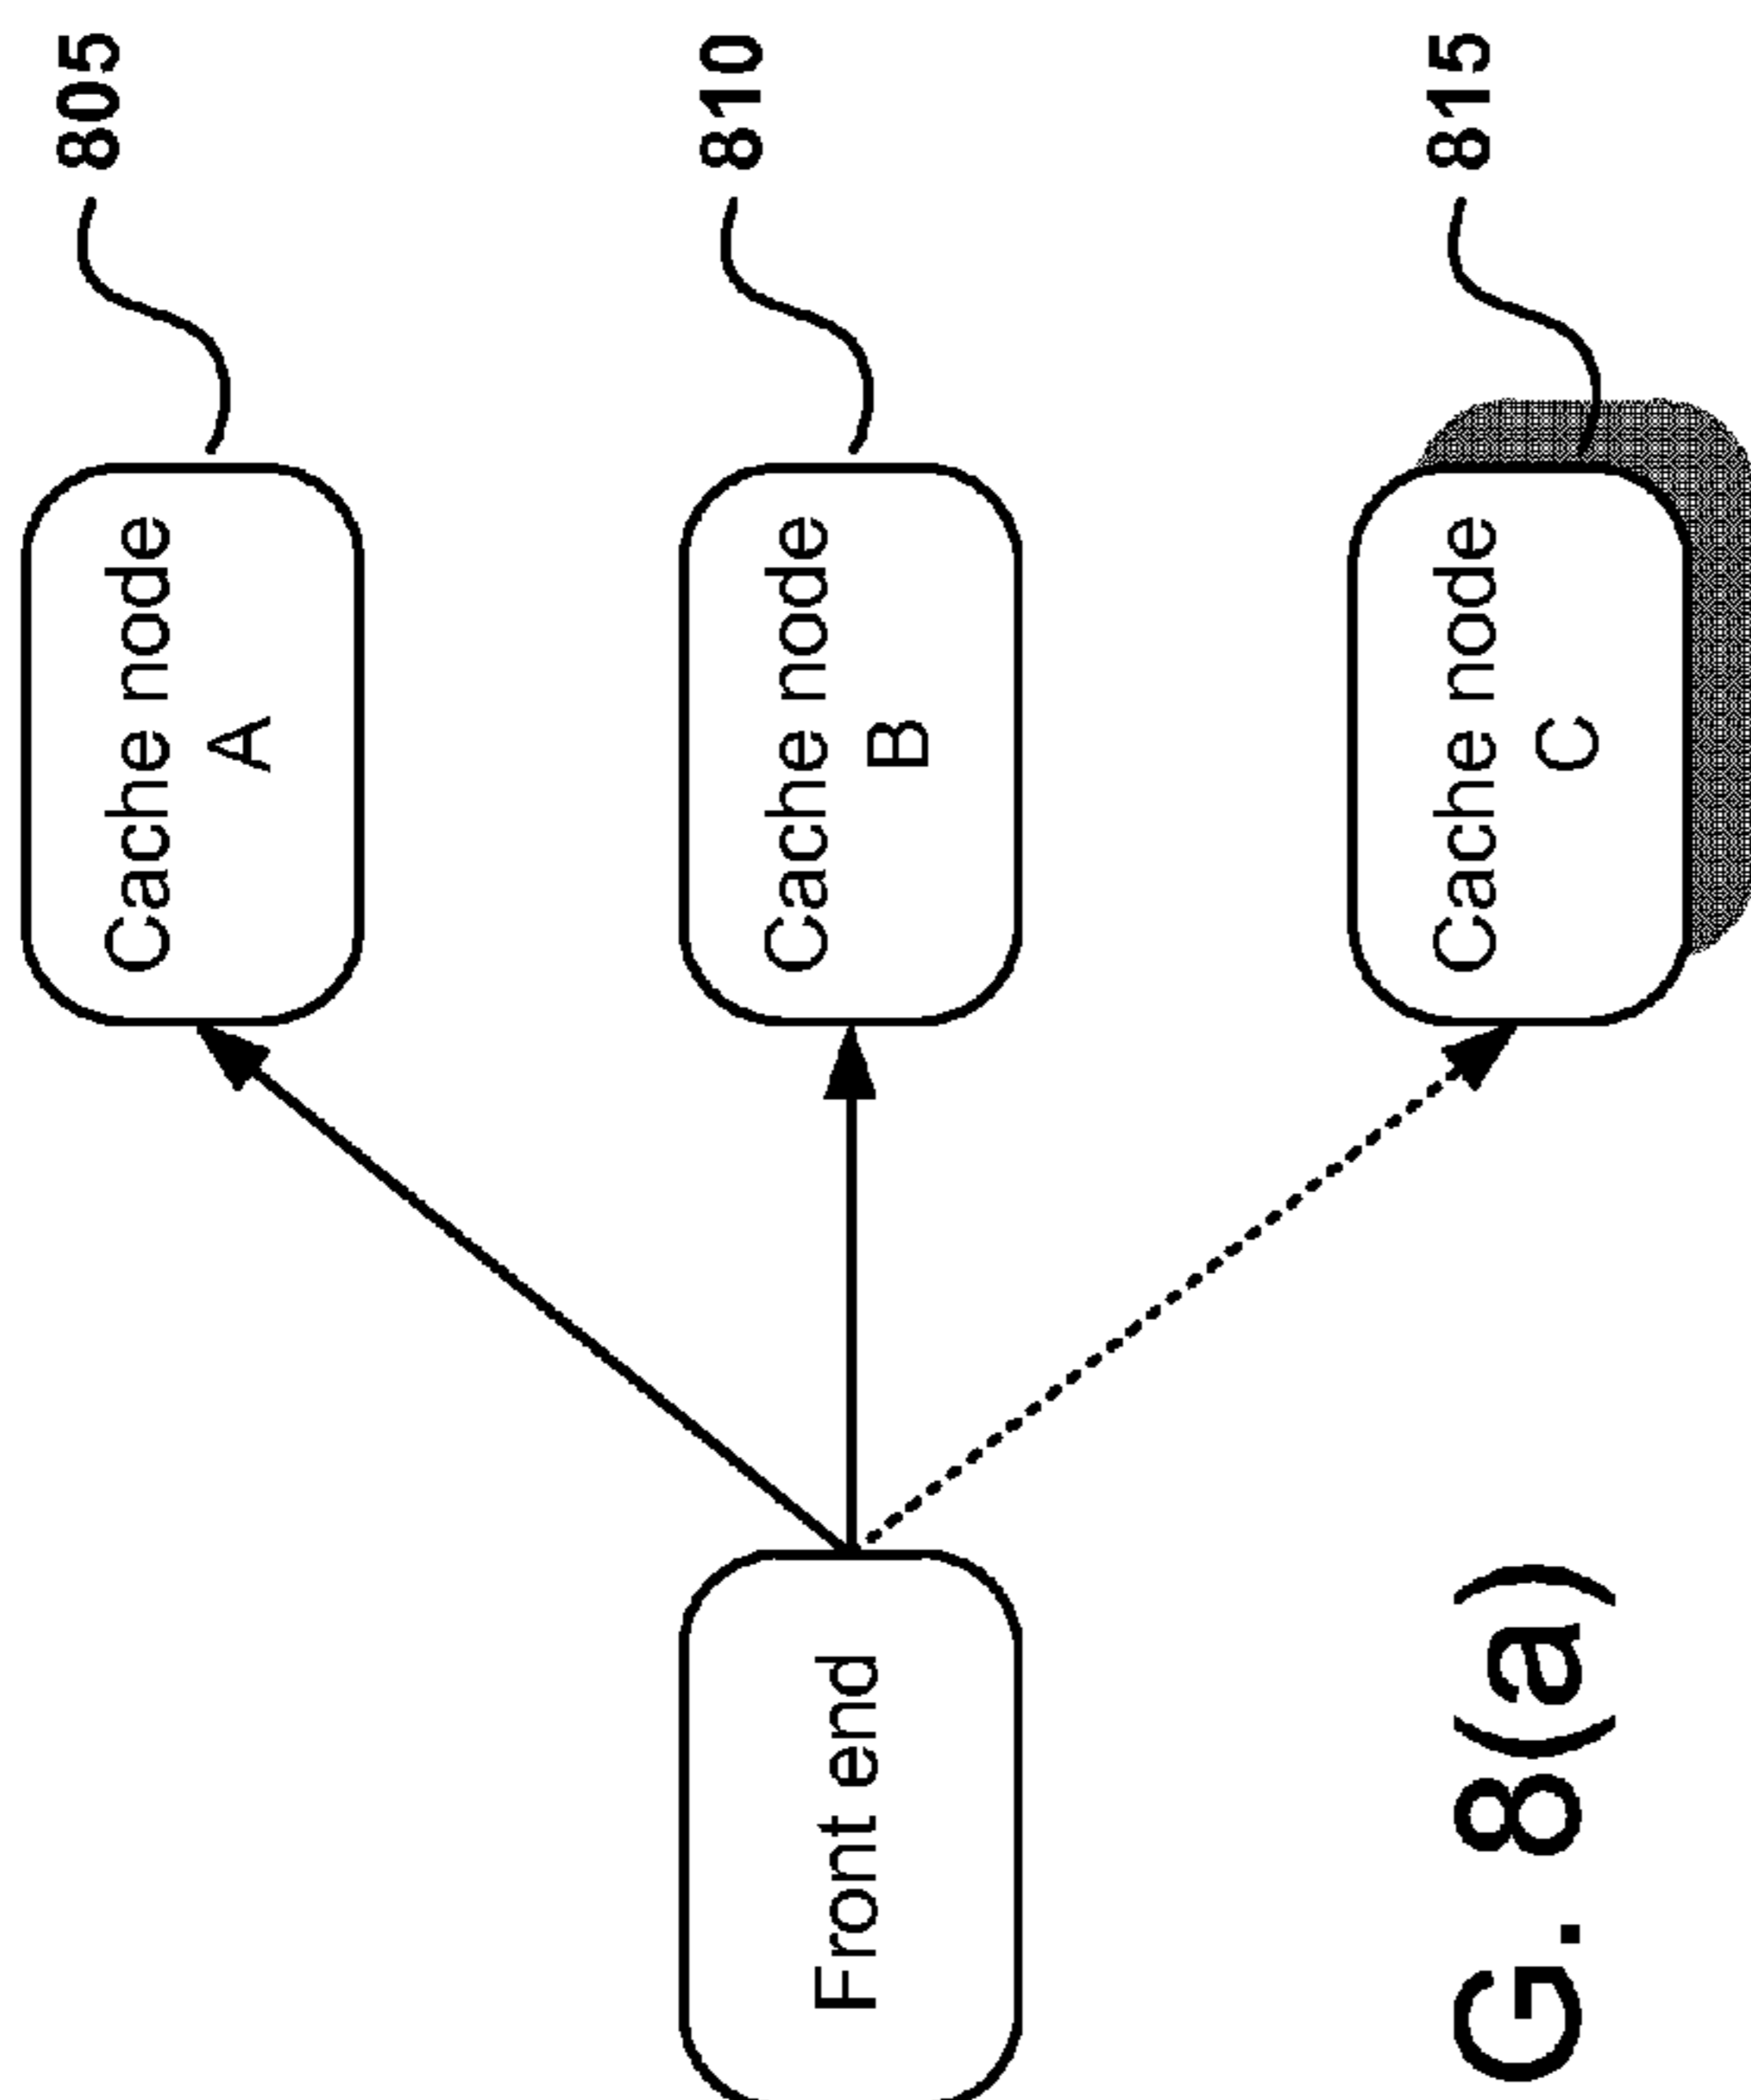 Front end
Cache node
A
805
Cache node
B
810
Cache node
C
815
G. 8(a)